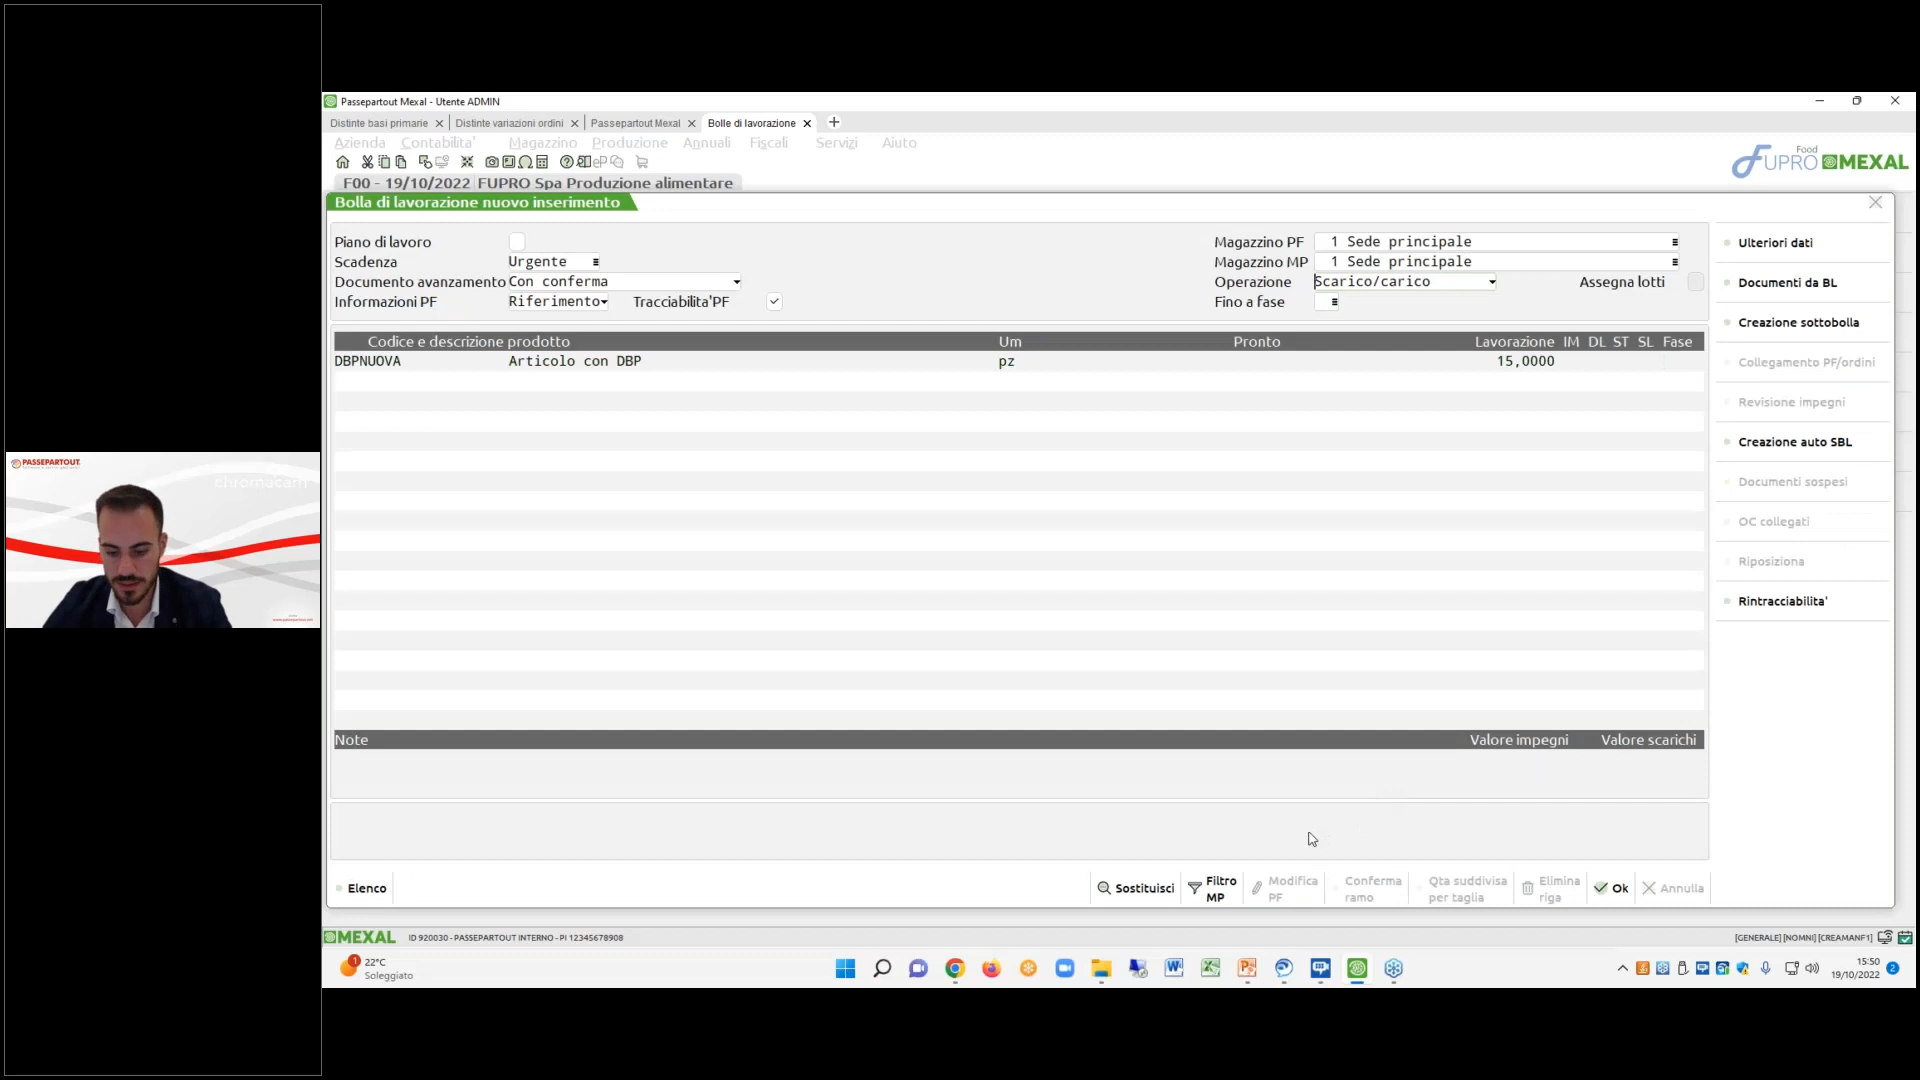 Passepartout Mexal - Utente ADMIN
Distinte basi primarie
Distinte variazioni ordini
Passepartout Mexal
Bolle di lavorazione
Azienda Contabilita' Magazzino Produzione Annuali Fiscali Servizi Aiuto
Food
FUPRO MEXAL
F00 - 19/10/2022 FUPRO Spa Produzione alimentare
Bolla di lavorazione nuovo inserimento
Piano di lavoro
Magazzino PF 1 Sede principale
Scadenza Urgente
Magazzino MP 1 Sede principale
Documento avanzamento Con conferma
Operazione Scarico/carico Assegna lotti
Informazioni PF Riferimento Tracciabilita'PF
Fino a fase
Ulteriori dati
Documenti da BL
Creazione sottobolla
Collegamento PF/ordini
Revisione impegni
Creazione auto SBL
Documenti sospesi
OC collegati
Riposiziona
Rintracciabilita'
Codice e descrizione prodotto Um Pronto Lavorazione IM DL ST SL Fase
DBPNUOVA Articolo con DBP pz 15,0000
PASSEPARTOUT
chromacam
Note Valore impegni Valore scarichi
Elenco
Sostituisci
Filtro MP
Modifica PF
Conferma ramo
Qta suddivisa per taglia
Elimina riga
Ok
Annulla
MEXAL ID 920030 - PASSEPARTOUT INTERNO - PI 12345678908
[GENERALE] [NOMNI] [CREAMANF1]
1
22°C
Soleggiato
15:50
19/10/2022
2